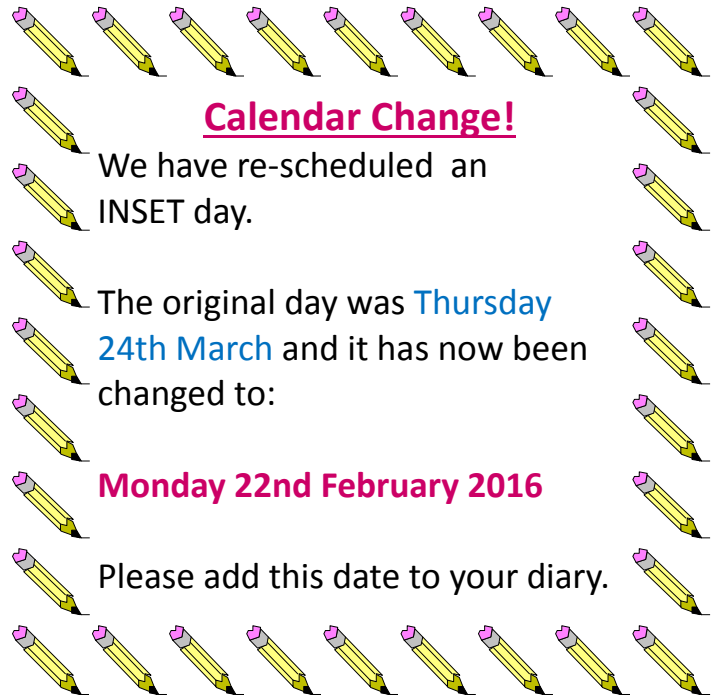 Calendar Change!
We have re-scheduled  an
INSET day.
The original day was Thursday
24th March and it has now been
changed to:
Monday 22nd February 2016
Please add this date to your diary.